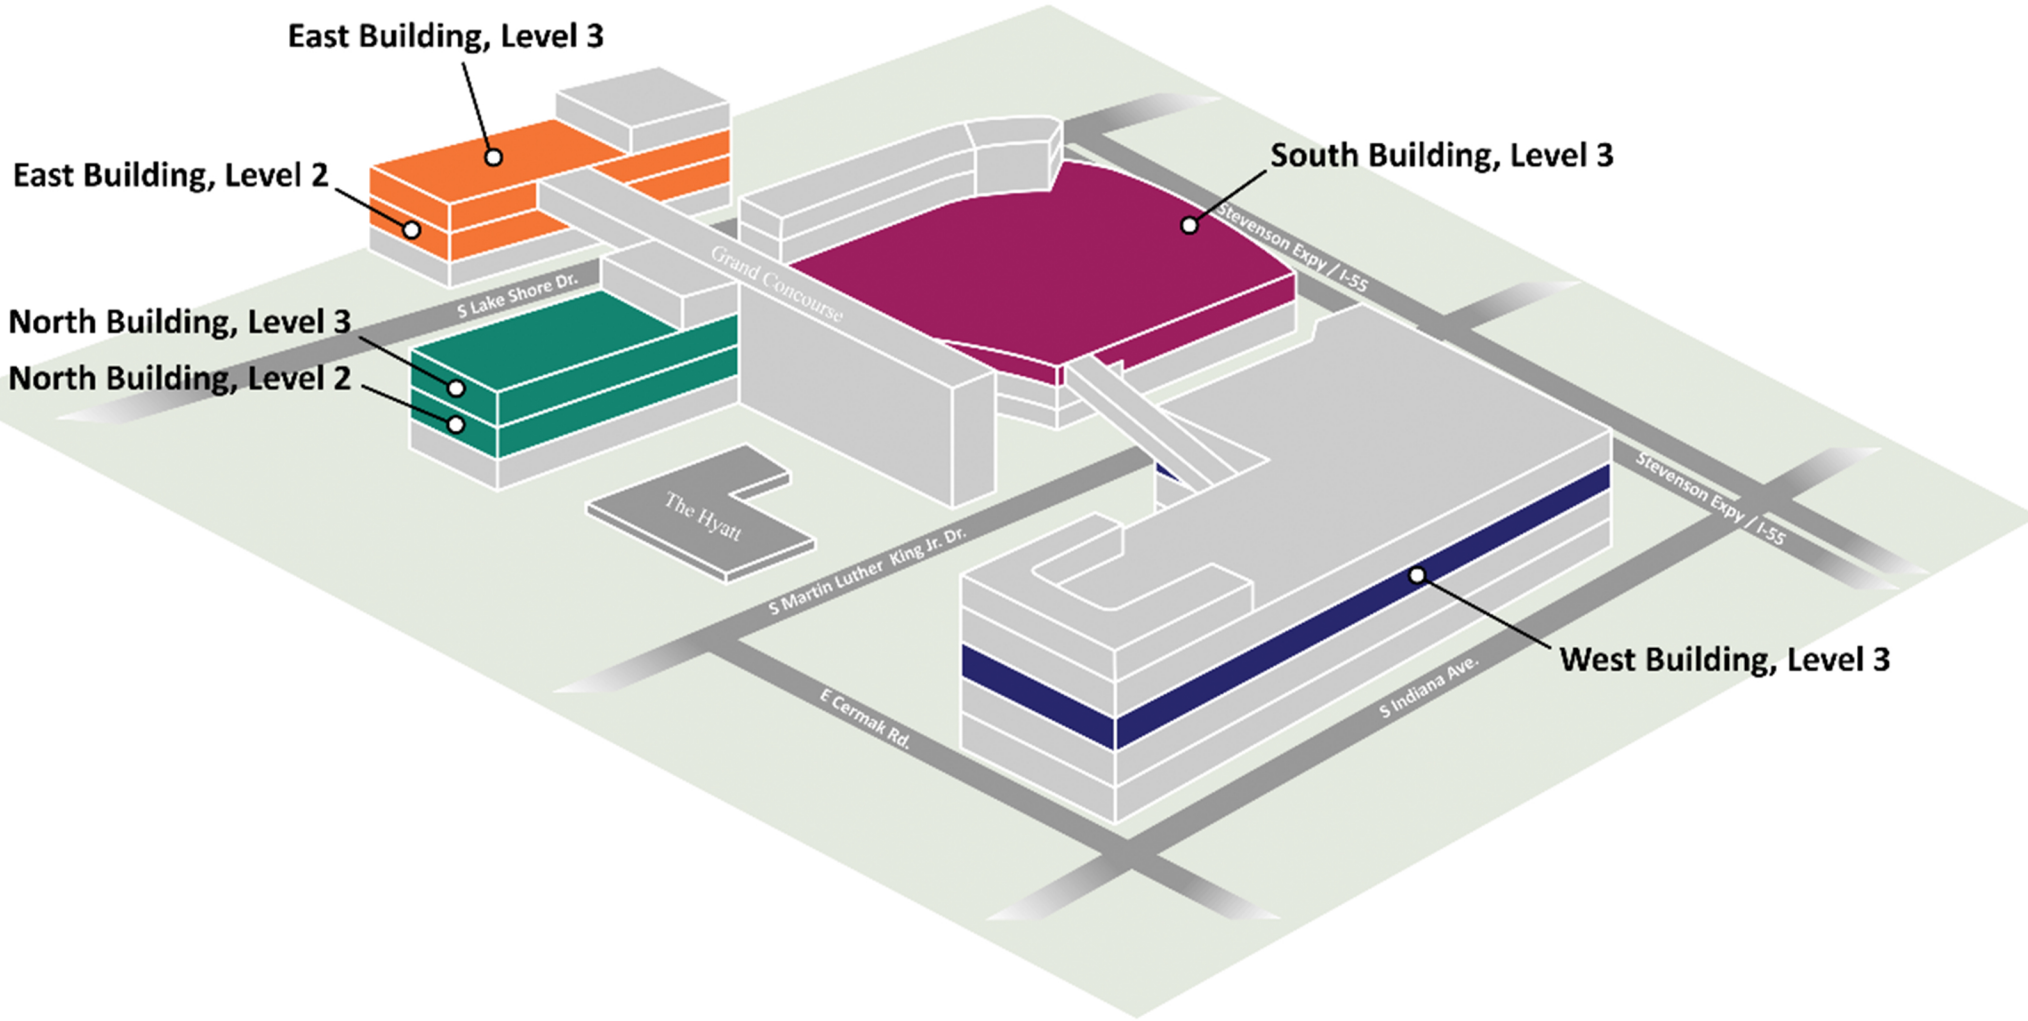 East Building, Level 3
East Building, Level 2
South Building, Level 3
Stevenson Expy / I-55
Grand Concourse
S Lake Shore Dr.
North Building, Level 3
North Building, Level 2
The Hyatt
Stevenson Expy / I-55
S Martin Luther King Jr. Dr.
West Building, Level 3
S Indiana Ave.
E Cermak Rd.